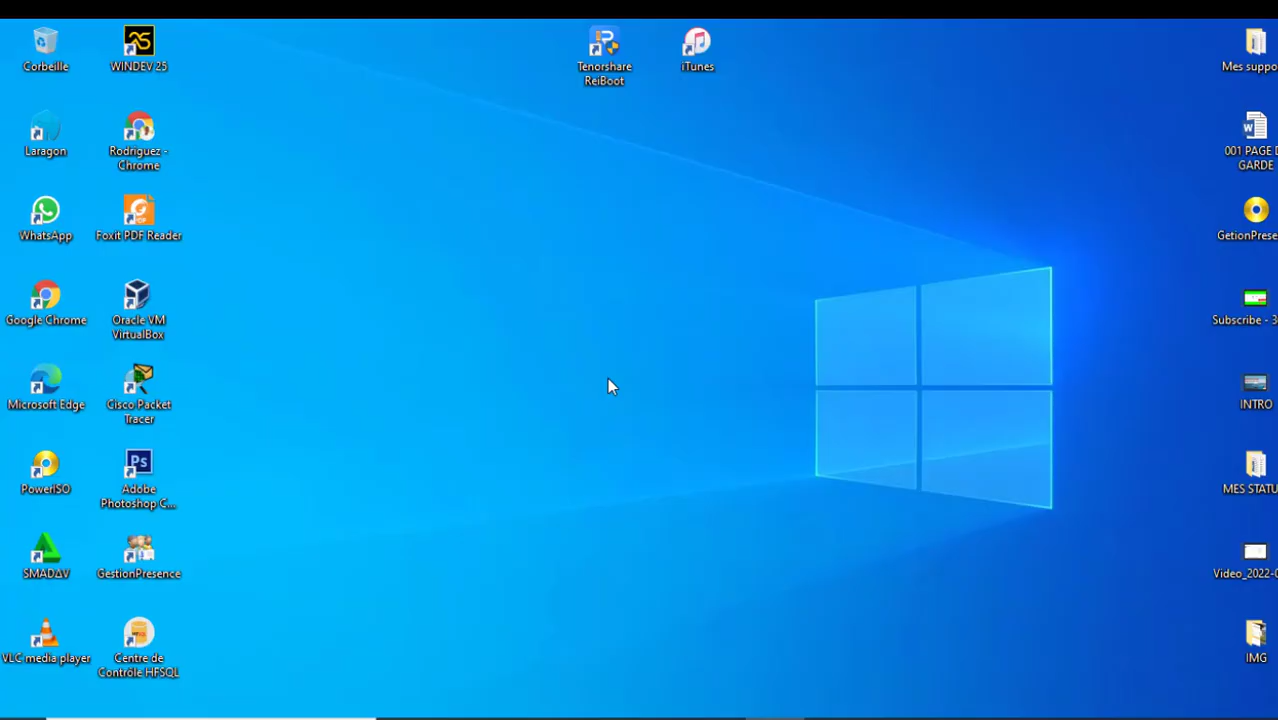 Corbeille
WINDEV 25
Tenorshare
ReiBoot
iTunes
Mes suppo
Laragon
Rodriguez -
Chrome
001 PAGE D
GARDE
WhatsApp
Foxit PDF Reader
GetionPrese
Google Chrome
Oracle VM
VirtualBox
Subscribe - 3
Microsoft Edge
Cisco Packet
Tracer
INTRO
PowerISO
Ps
Adobe
Photoshop C...
MES STATU
SMADAV
GestionPresence
Video_2022-0
VLC media player
Centre de
Contrôle HFSQL
IMG